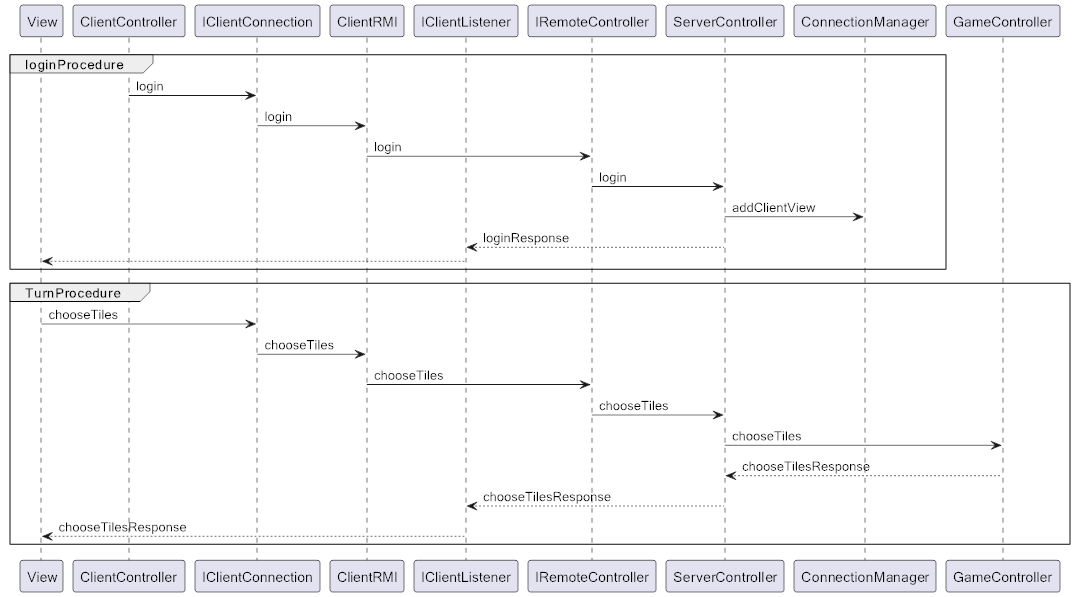 View ClientController IClientConnection ClientRMI IClientListener IRemoteController ServerController ConnectionManager GameController
loginProcedure
login
login
login
login
addClientView
loginResponse
TurnProcedure
chooseTiles
chooseTiles
chooseTiles
chooseTiles
chooseTiles
chooseTilesResponse
chooseTilesResponse
chooseTilesResponse
View ClientController IClientConnection ClientRMI IClientListener IRemoteController ServerController ConnectionManager GameController